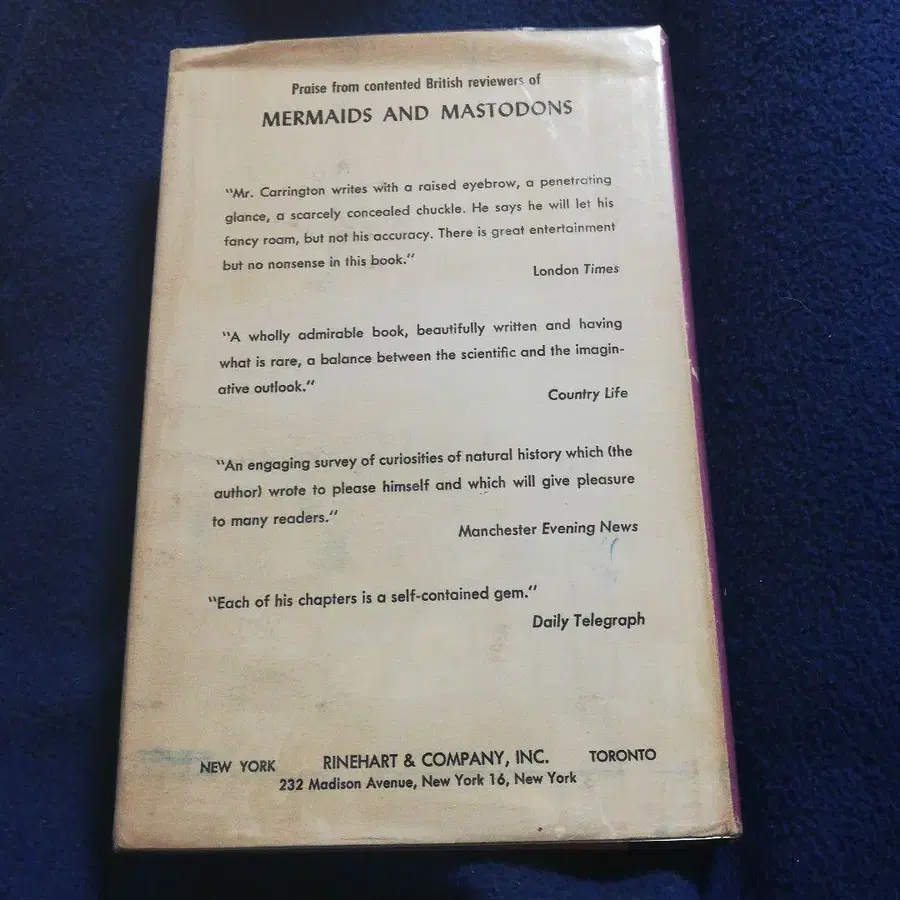 Praise from contented British reviewers of
MERMAIDS AND MASTODONS
"Mr. Carrington writes with a raised eyebrow, a penetrating
glance, a scarcely concealed chuckle. He says he will let his
fancy roam, but not his accuracy. There is great entertainment
but no nonsense in this book."
London Times
"A wholly admirable book, beautifully written and having
what is rare, a balance between the scientific and the imagin-
ative outlook."
Country Life
"An engaging survey of curiosities of natural history which (the
author) wrote to please himself and which will give pleasure
to many readers."
Manchester Evening News
"Each of his chapters is a self-contained gem."
Daily Telegraph
NEW YORK RINEHART & COMPANY, INC. TORONTO
232 Madison Avenue, New York 16, New York